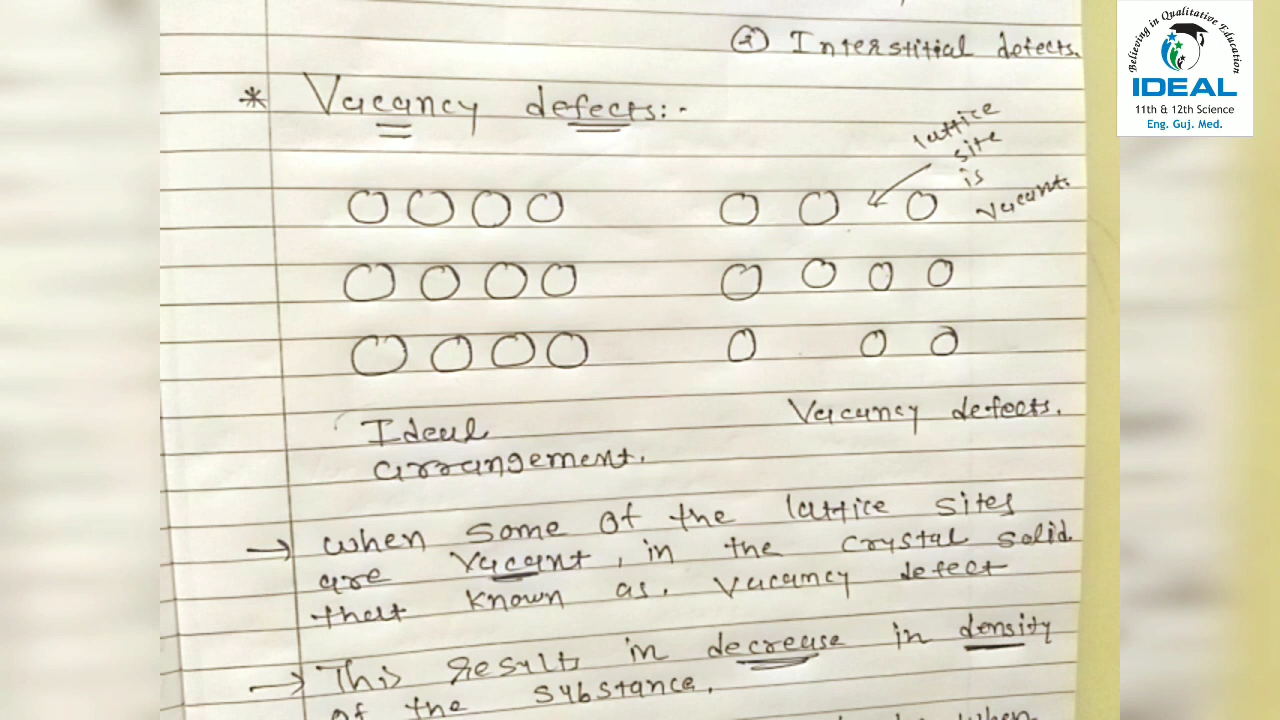 ② Interstitial defects.
* Vacancy defects:-
lattice
site
is
vacant.
Ideal
arrangement.
Vacancy defects.
→ when some of the lattice sites
are vacant, in the crystal solid.
that known as. vacancy defect
→ This results in decrease in density
of the substance.
when
Believing in Qualitative Education
IDEAL
11th & 12th Science
Eng. Guj. Med.